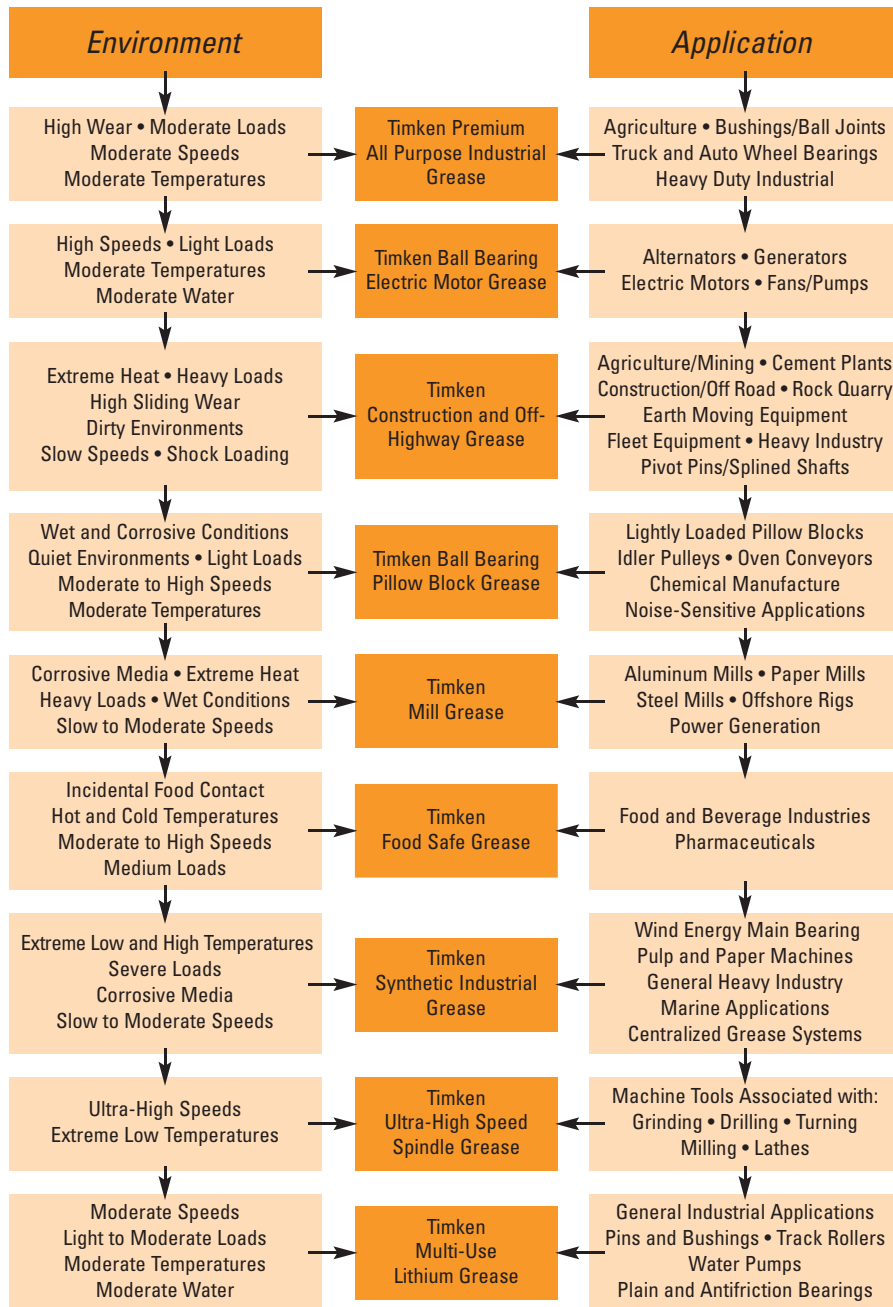 Environment
Application
High Wear • Moderate Loads
Moderate Speeds
Moderate Temperatures
Timken Premium
All Purpose Industrial
Grease
Agriculture • Bushings/Ball Joints
Truck and Auto Wheel Bearings
Heavy Duty Industrial
High Speeds • Light Loads
Moderate Temperatures
Moderate Water
Timken Ball Bearing
Electric Motor Grease
Alternators • Generators
Electric Motors • Fans/Pumps
Extreme Heat • Heavy Loads
High Sliding Wear
Dirty Environments
Slow Speeds • Shock Loading
Timken
Construction and Off-
Highway Grease
Agriculture/Mining • Cement Plants
Construction/Off Road • Rock Quarry
Earth Moving Equipment
Fleet Equipment • Heavy Industry
Pivot Pins/Splined Shafts
Wet and Corrosive Conditions
Quiet Environments • Light Loads
Moderate to High Speeds
Moderate Temperatures
Timken Ball Bearing
Pillow Block Grease
Lightly Loaded Pillow Blocks
Idler Pulleys • Oven Conveyors
Chemical Manufacture
Noise-Sensitive Applications
Corrosive Media • Extreme Heat
Heavy Loads • Wet Conditions
Slow to Moderate Speeds
Timken
Mill Grease
Aluminum Mills • Paper Mills
Steel Mills • Offshore Rigs
Power Generation
Incidental Food Contact
Hot and Cold Temperatures
Moderate to High Speeds
Medium Loads
Timken
Food Safe Grease
Food and Beverage Industries
Pharmaceuticals
Extreme Low and High Temperatures
Severe Loads
Corrosive Media
Slow to Moderate Speeds
Timken
Synthetic Industrial
Grease
Wind Energy Main Bearing
Pulp and Paper Machines
General Heavy Industry
Marine Applications
Centralized Grease Systems
Ultra-High Speeds
Extreme Low Temperatures
Timken
Ultra-High Speed
Spindle Grease
Machine Tools Associated with:
Grinding • Drilling • Turning
Milling • Lathes
Moderate Speeds
Light to Moderate Loads
Moderate Temperatures
Moderate Water
Timken
Multi-Use
Lithium Grease
General Industrial Applications
Pins and Bushings • Track Rollers
Water Pumps
Plain and Antifriction Bearings